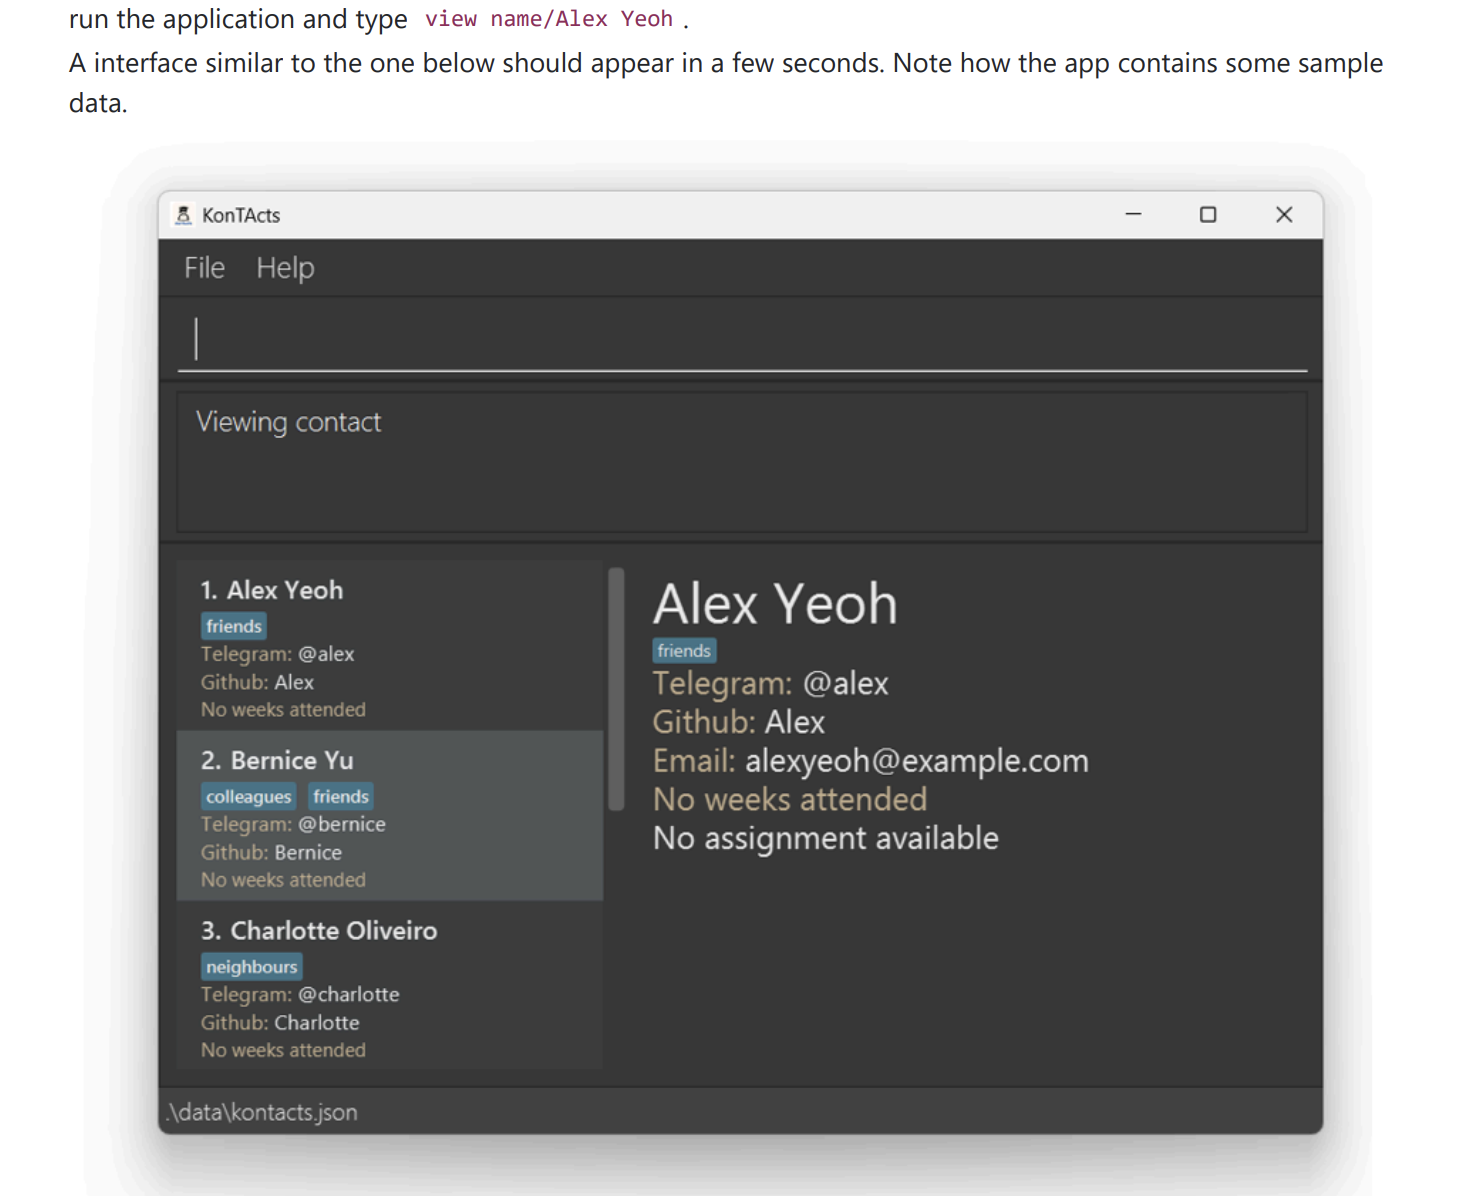 run the application and type view name/Alex Yeoh .
A interface similar to the one below should appear in a few seconds. Note how the app contains some sample
data.
KonTActs
File Help
Viewing contact
1. Alex Yeoh
friends
Telegram: @alex
Github: Alex
No weeks attended
2. Bernice Yu
colleagues friends
Telegram: @bernice
Github: Bernice
No weeks attended
3. Charlotte Oliveiro
neighbours
Telegram: @charlotte
Github: Charlotte
No weeks attended
Alex Yeoh
friends
Telegram: @alex
Github: Alex
Email: alexyeoh@example.com
No weeks attended
No assignment available
.\data\kontacts.json